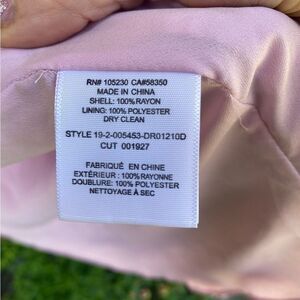 RN# 105230 CA#58350
MADE IN CHINA
SHELL: 100%RAYON
LINING: 100% POLYESTER
DRY CLEAN
STYLE 19-2-005453-DR01210D
CUT 001927
FABRIQUÉ EN CHINE
EXTÉRIEUR : 100%RAYONNE
DOUBLURE: 100% POLYESTER
NETTOYAGE À SEC